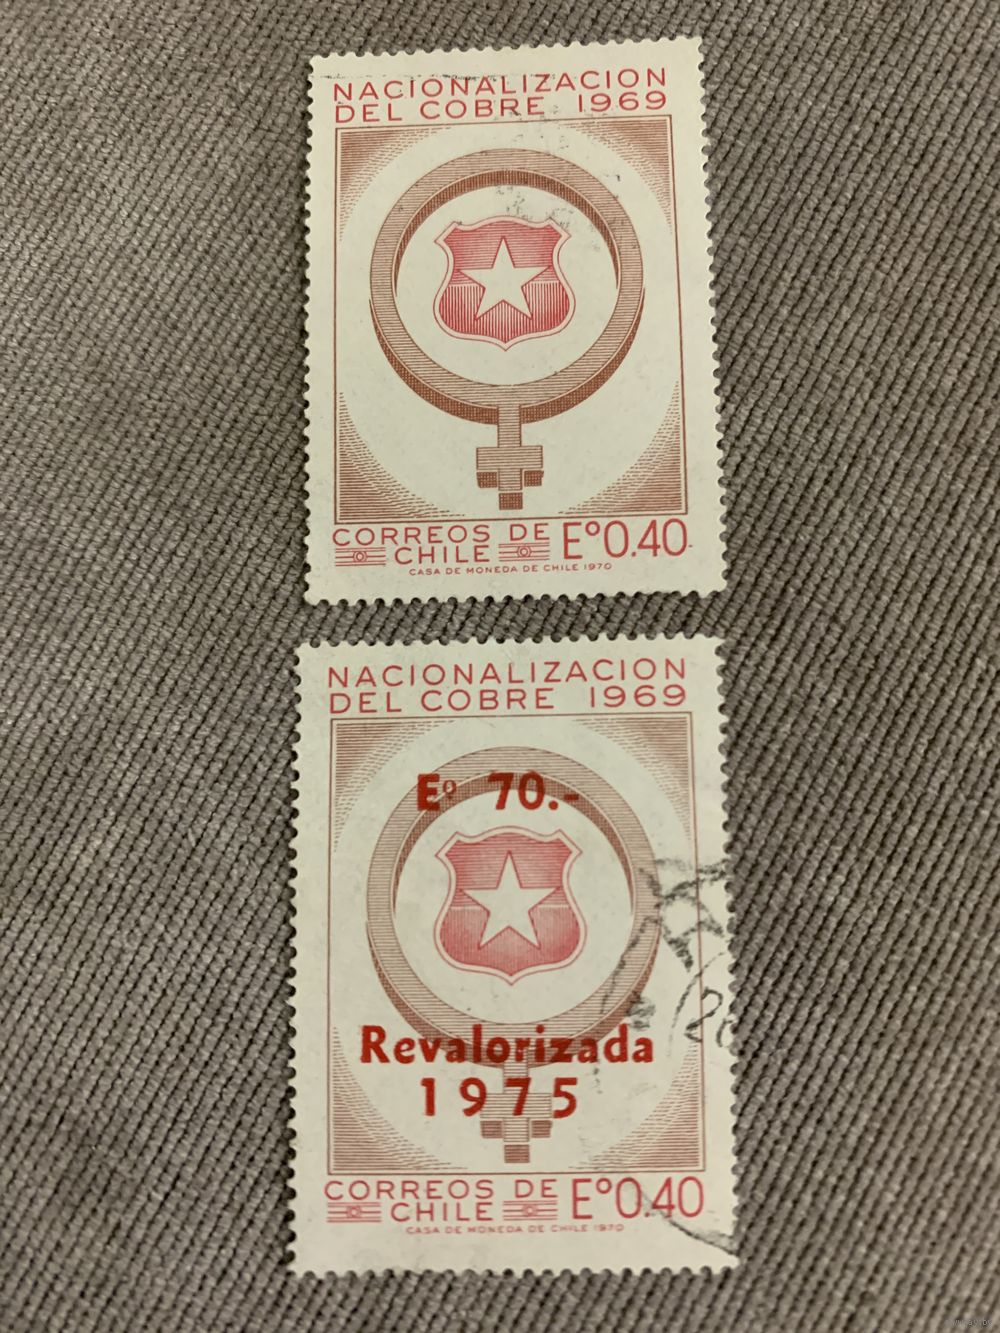 NACIONALIZACION
DEL COBRE 1969
CORREOS DE
CHILE
Eº0.40
CASA DE MONEDA DE CHILE 1970
NACIONALIZACION
DEL COBRE 1969
Eº 70.-
Revalorizada
1975
CORREOS DE
CHILE
Eº0.40
CASA DE MONEDA DE CHILE 1970